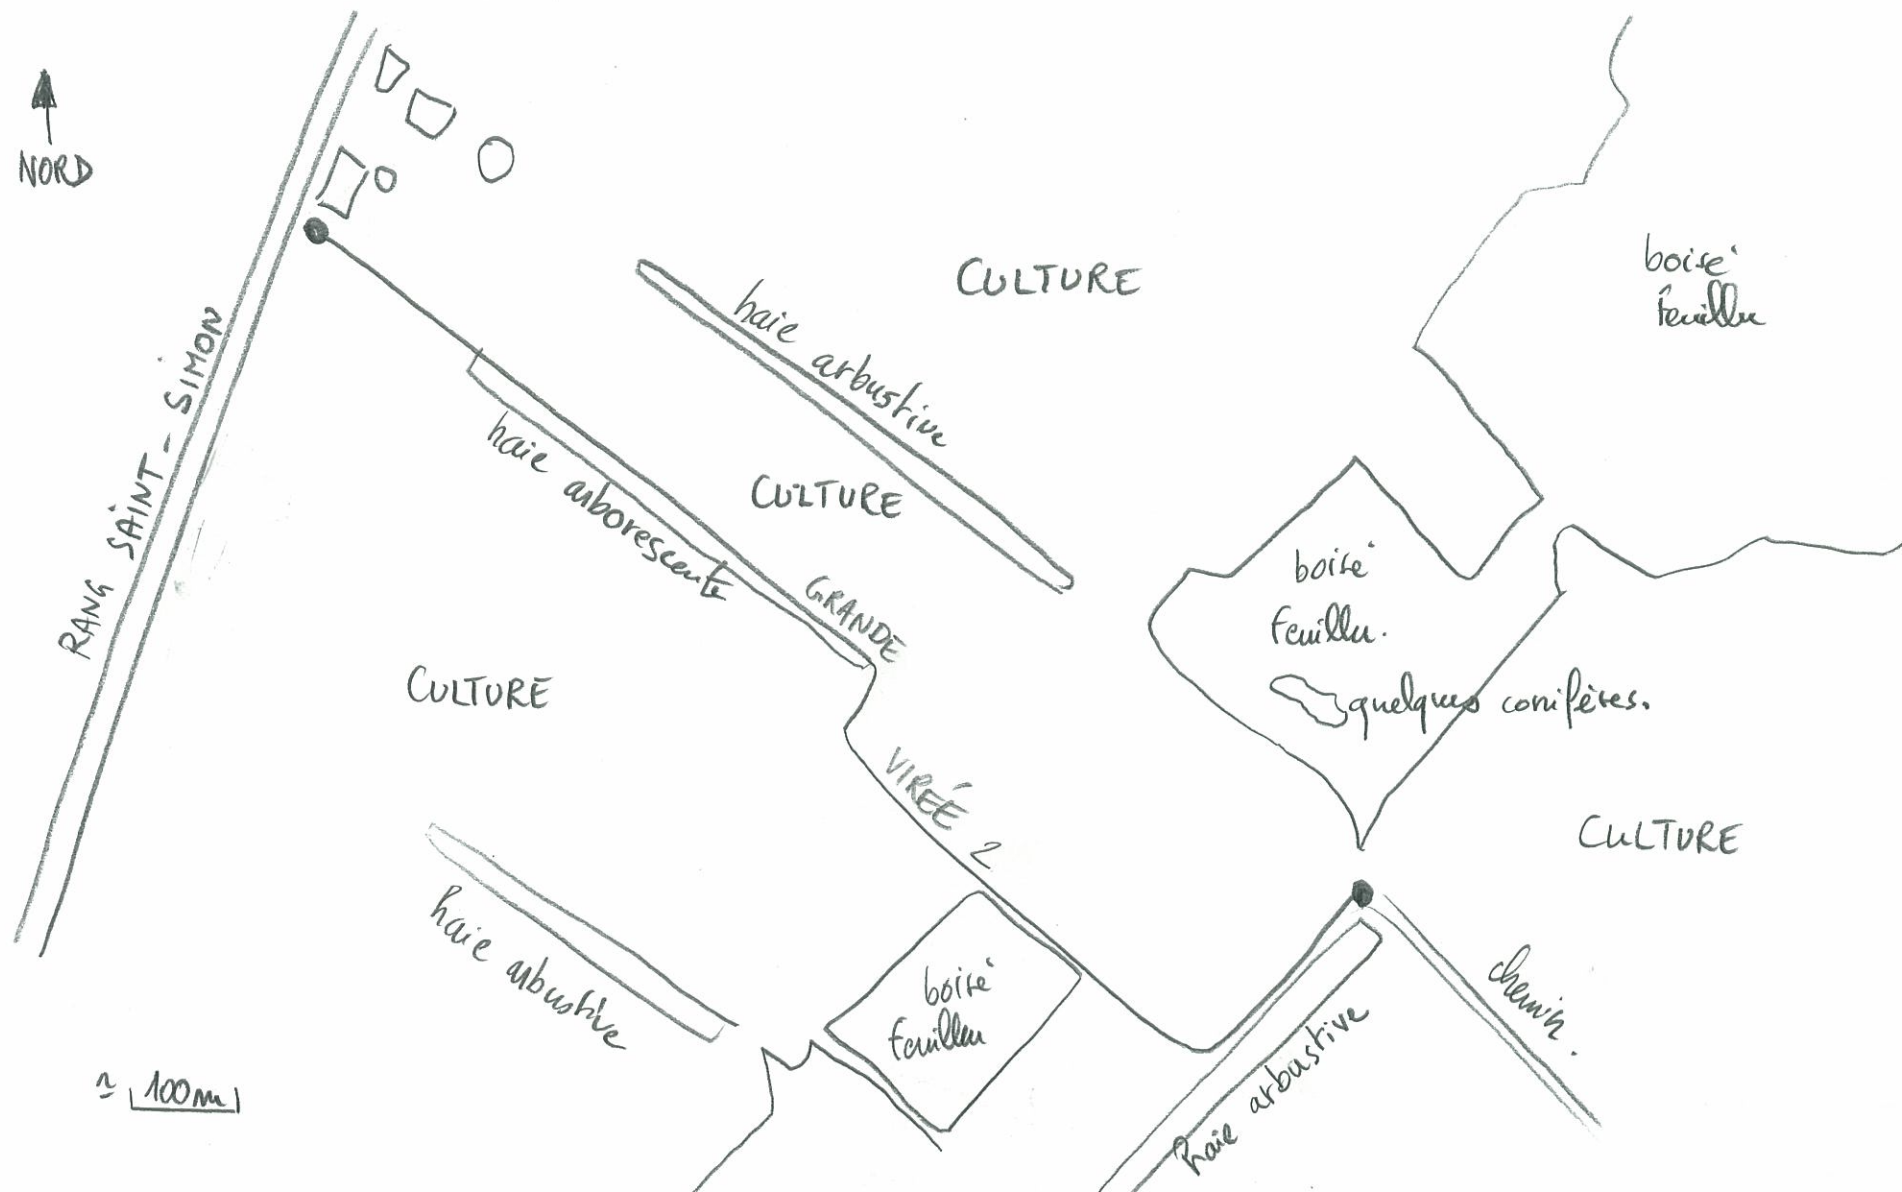 NORD
CULTURE
boisé
feuillu
haie arbustive
RANG SAINT-SIMON
haie arborescente
CULTURE
GRANDE
boisé
feuillu.
quelques conifères.
CULTURE
VIREÉ 2
CULTURE
haie arbustive
boisé
feuillu
chemin.
haie arbustive
≃ 100m